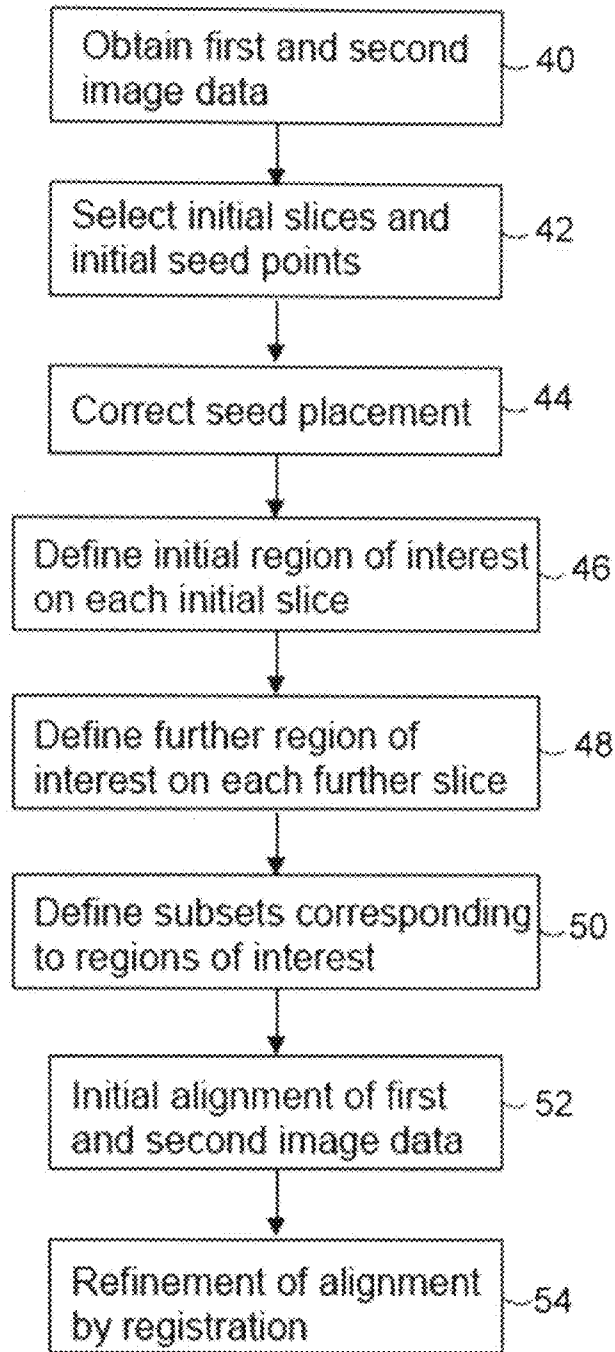 Obtain first and second
image data
40
Select initial slices and
initial seed points
42
Correct seed placement
44
Define initial region of interest
on each initial slice
46
Define further region of
interest on each further slice
48
Define subsets corresponding
to regions of interest
50
Initial alignment of first
and second image data
52
Refinement of alignment
by registration
54